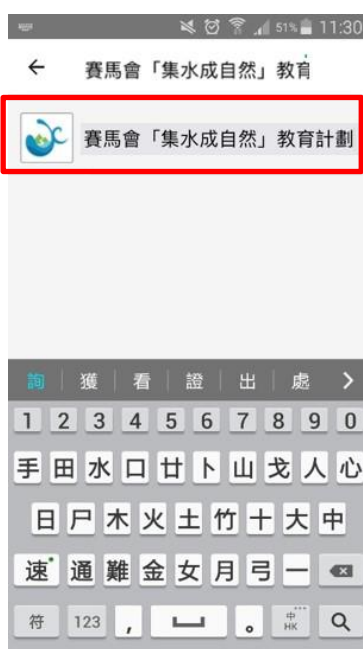 51% 11:30
賽馬會「集水成自然」教育
賽馬會「集水成自然」教育計劃
詢 獲 看 證 出 處 >
1 2 3 4 5 6 7 8 9 0
手 田 水 口 廿 卜 山 戈 人 心
日 尸 木 火 土 竹 十 大 中
速 通 難 金 女 月 弓 一
符 123 , 。 中 HK